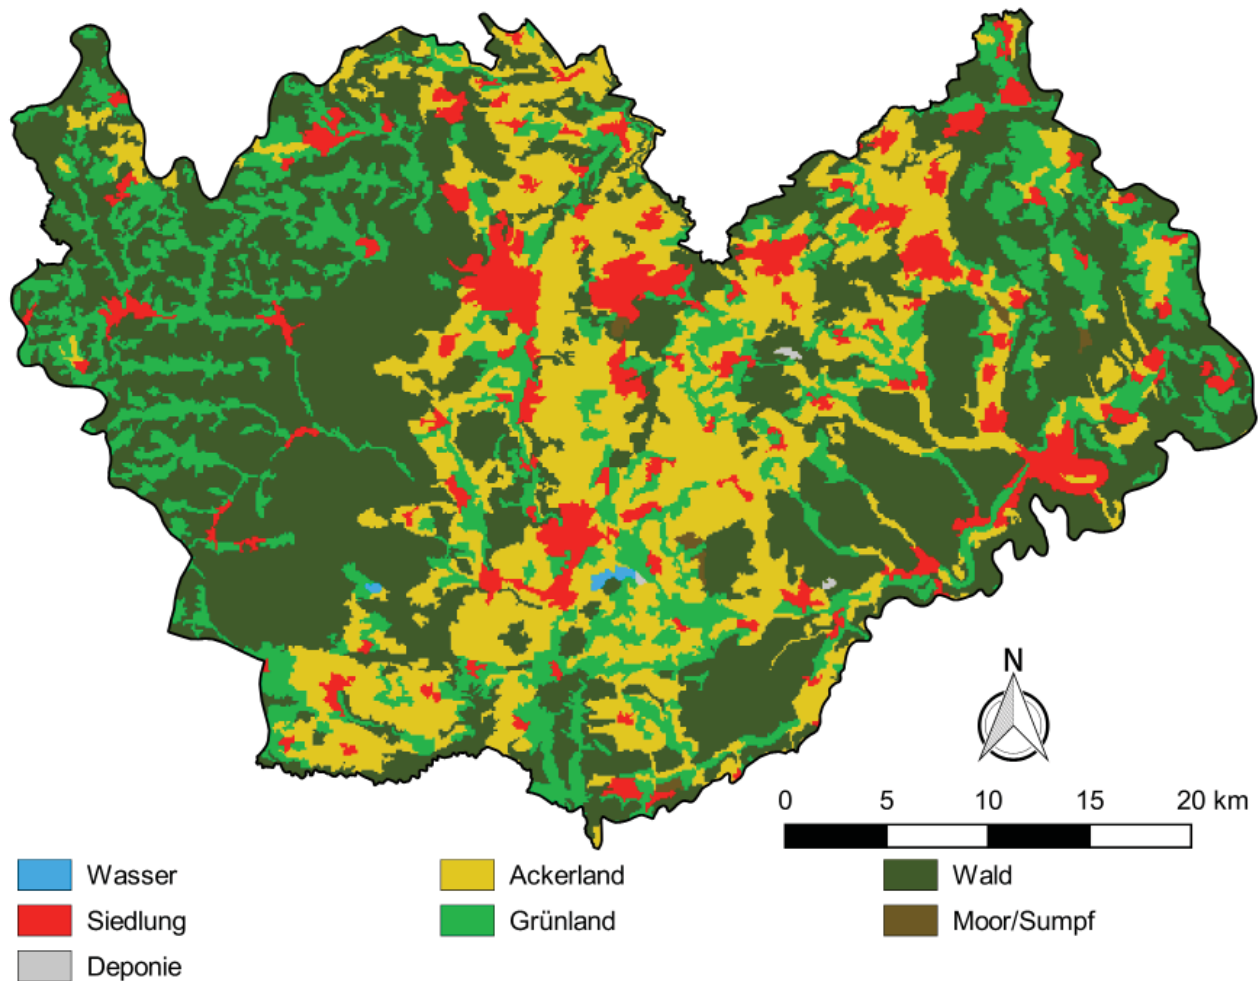 N
0 5 10 15 20 km
Wasser Ackerland Wald
Siedlung Grünland Moor/Sumpf
Deponie